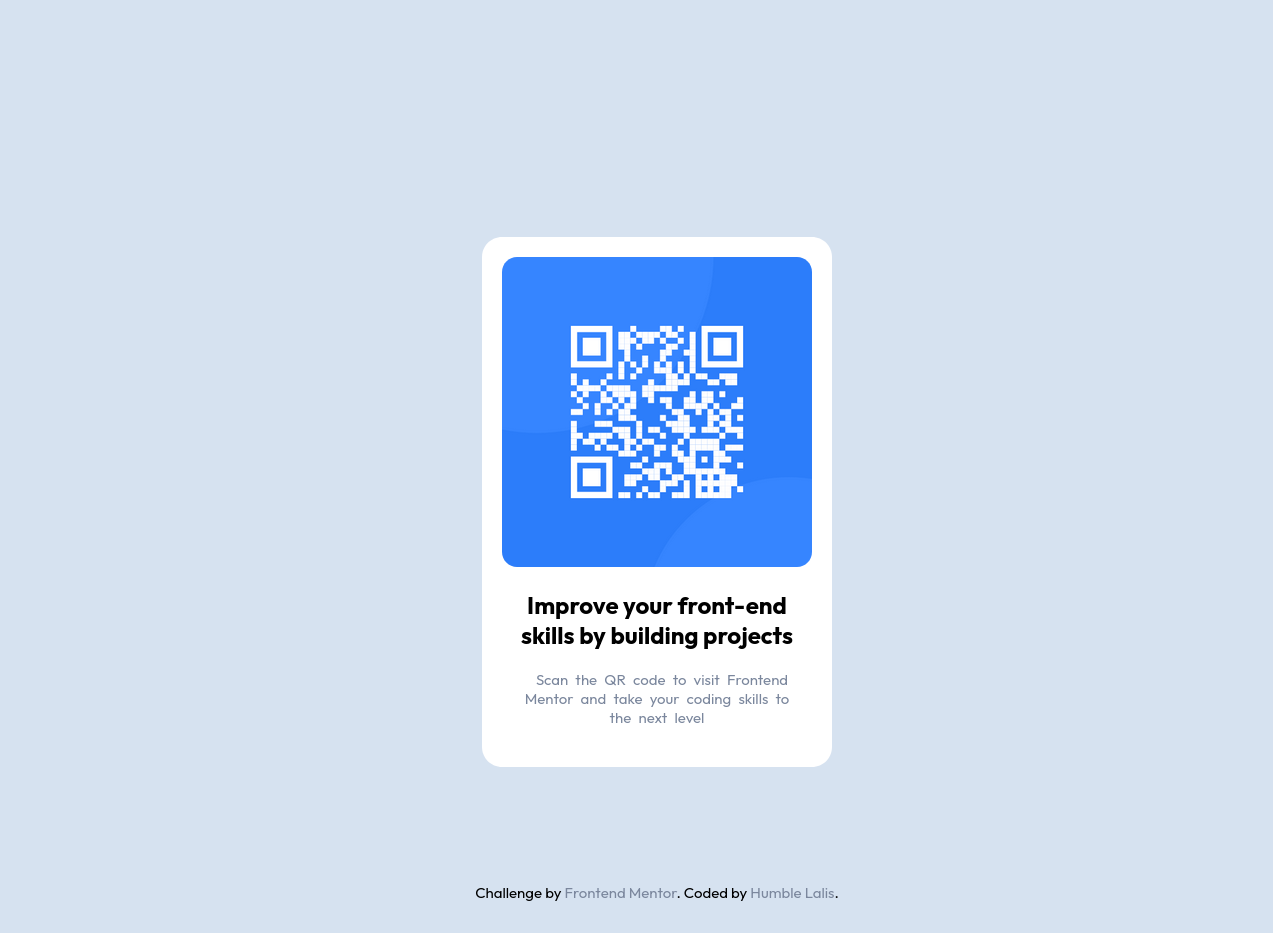 Improve your front-end
skills by building projects
Scan the QR code to visit Frontend
Mentor and take your coding skills to
the next level
Challenge by Frontend Mentor. Coded by Humble Lalis.